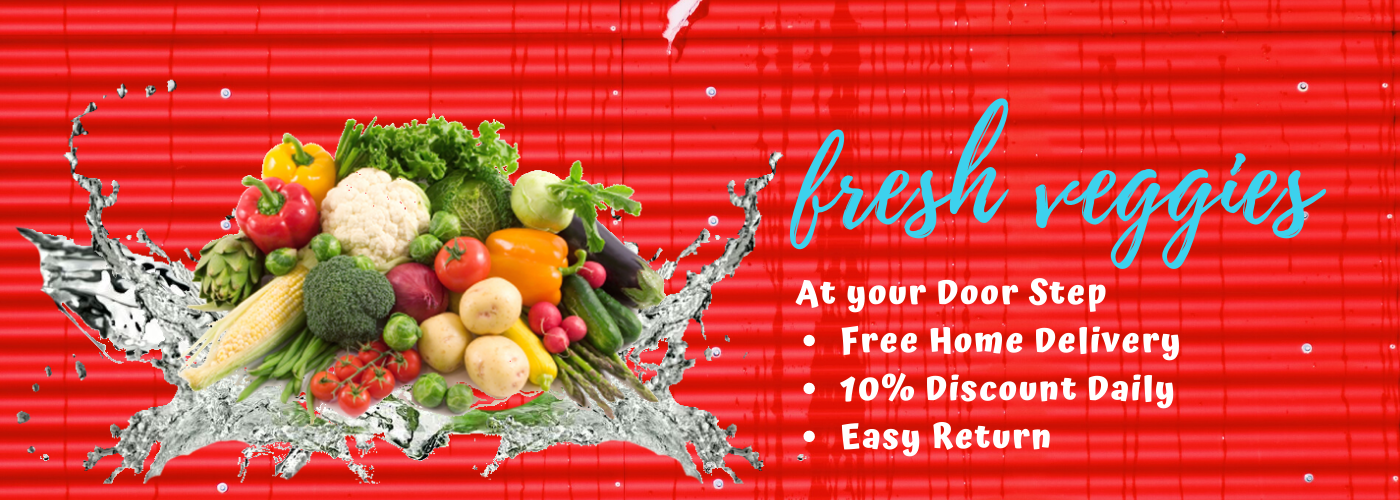 fresh veggies
At your Door Step
• Free Home Delivery
• 10% Discount Daily
• Easy Return